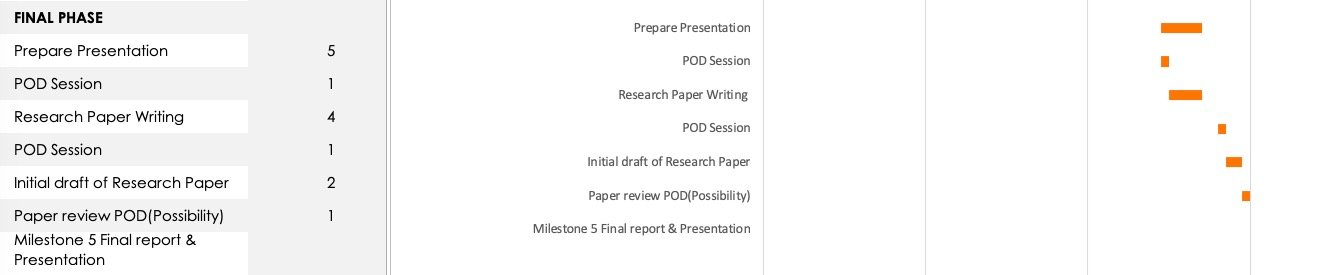 FINAL PHASE
Prepare Presentation 5
POD Session 1
Research Paper Writing 4
POD Session 1
Initial draft of Research Paper 2
Paper review POD(Possibility) 1
Milestone 5 Final report &
Presentation
Prepare Presentation
POD Session
Research Paper Writing
POD Session
Initial draft of Research Paper
Paper review POD(Possibility)
Milestone 5 Final report & Presentation